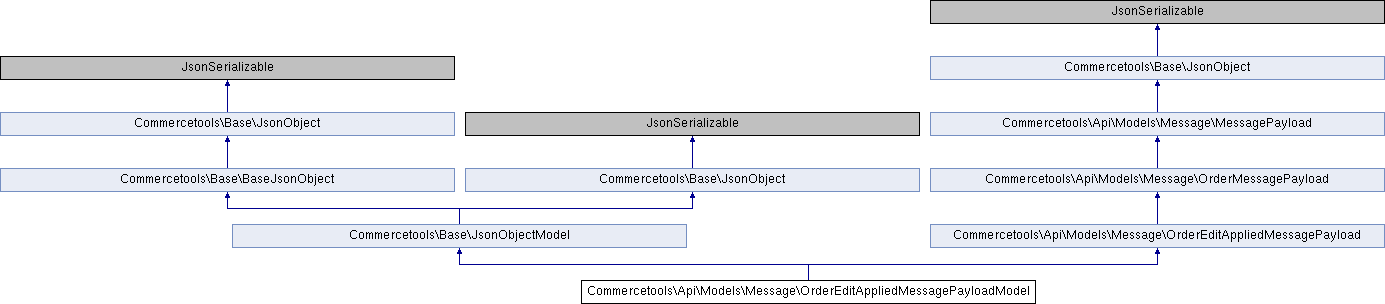 JsonSerializable
JsonSerializable
Commercetools\Base\JsonObject
Commercetools\Base\JsonObject
JsonSerializable
Commercetools\Api\Models\Message\MessagePayload
Commercetools\Base\BaseJsonObject
Commercetools\Base\JsonObject
Commercetools\Api\Models\Message\OrderMessagePayload
Commercetools\Base\JsonObjectModel
Commercetools\Api\Models\Message\OrderEditAppliedMessagePayload
Commercetools\Api\Models\Message\OrderEditAppliedMessagePayloadModel